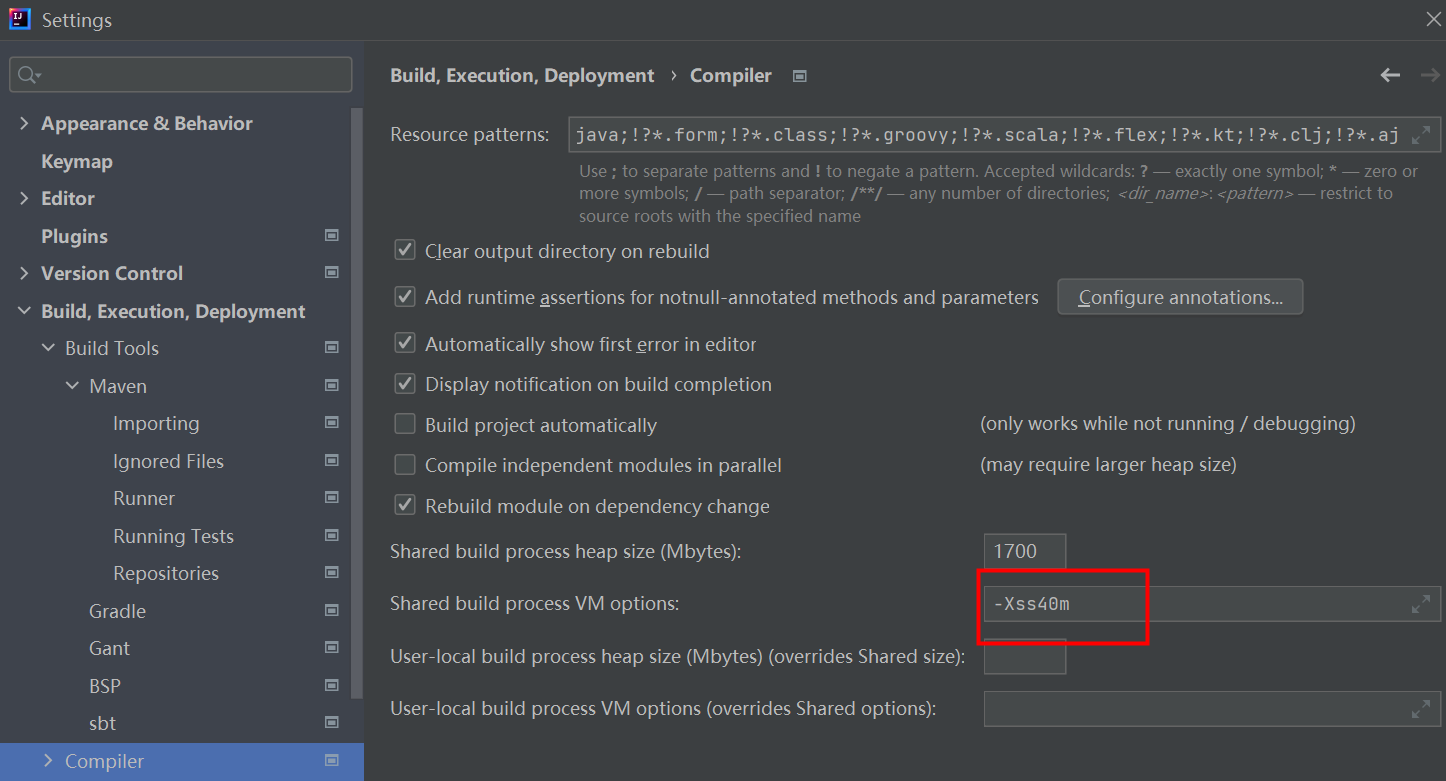 IJ
Settings
Appearance & Behavior
Keymap
Editor
Plugins
Version Control
Build, Execution, Deployment
Build Tools
Maven
Importing
Ignored Files
Runner
Running Tests
Repositories
Gradle
Gant
BSP
sbt
Compiler
Build, Execution, Deployment › Compiler
Resource patterns: java;!?*.form;!?*.class;!?*.groovy;!?*.scala;!?*.flex;!?*.kt;!?*.clj;!?*.aj
Use ; to separate patterns and ! to negate a pattern. Accepted wildcards: ? — exactly one symbol; * — zero or
more symbols; / — path separator; /**/ — any number of directories; <dir_name>:<pattern> — restrict to
source roots with the specified name
Clear output directory on rebuild
Add runtime assertions for notnull-annotated methods and parameters Configure annotations...
Automatically show first error in editor
Display notification on build completion
Build project automatically (only works while not running / debugging)
Compile independent modules in parallel (may require larger heap size)
Rebuild module on dependency change
Shared build process heap size (Mbytes): 1700
Shared build process VM options: -Xss40m
User-local build process heap size (Mbytes) (overrides Shared size):
User-local build process VM options (overrides Shared options):